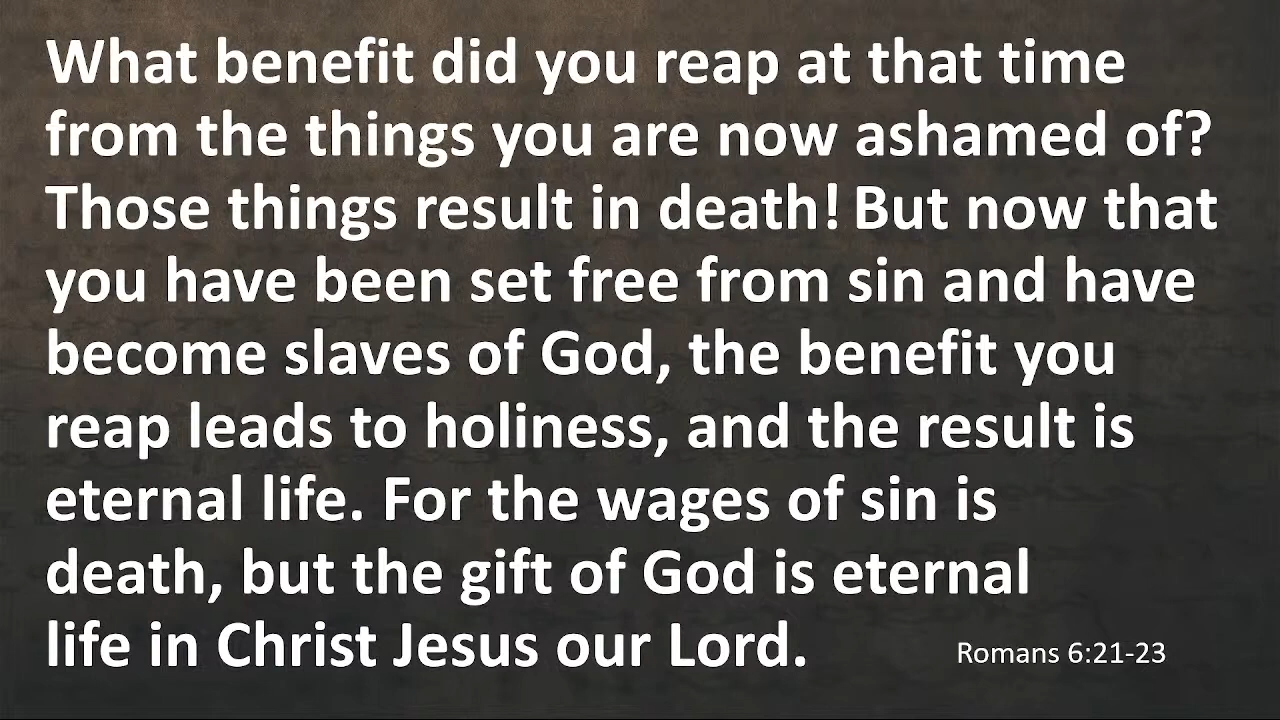 What benefit did you reap at that time
from the things you are now ashamed of?
Those things result in death! But now that
you have been set free from sin and have
become slaves of God, the benefit you
reap leads to holiness, and the result is
eternal life. For the wages of sin is
death, but the gift of God is eternal
life in Christ Jesus our Lord.
Romans 6:21-23